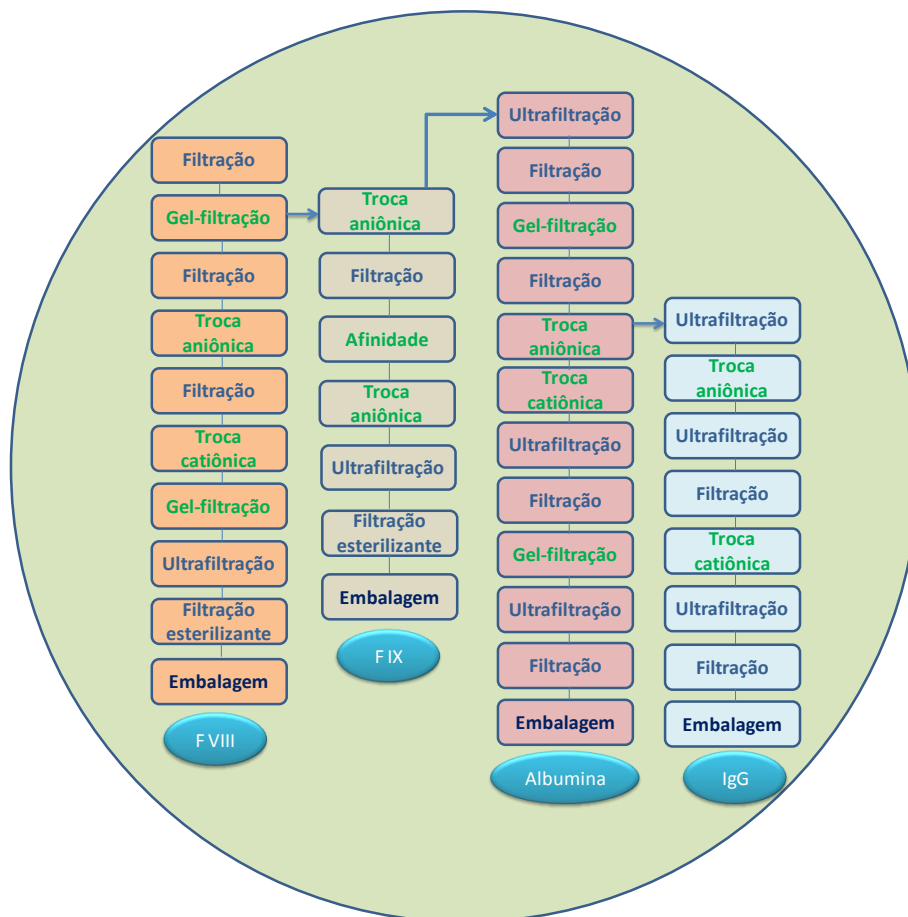 Filtração
Gel-filtração
Filtração
Troca
aniônica
Filtração
Troca
catiônica
Gel-filtração
Ultrafiltração
Filtração
esterilizante
Embalagem
F VIII
Troca
aniônica
Filtração
Afinidade
Troca
aniônica
Ultrafiltração
Filtração
esterilizante
Embalagem
F IX
Ultrafiltração
Filtração
Gel-filtração
Filtração
Troca
aniônica
Troca
catiônica
Ultrafiltração
Filtração
Gel-filtração
Ultrafiltração
Filtração
Embalagem
Albumina
Ultrafiltração
Troca
aniônica
Ultrafiltração
Filtração
Troca
catiônica
Ultrafiltração
Filtração
Embalagem
IgG